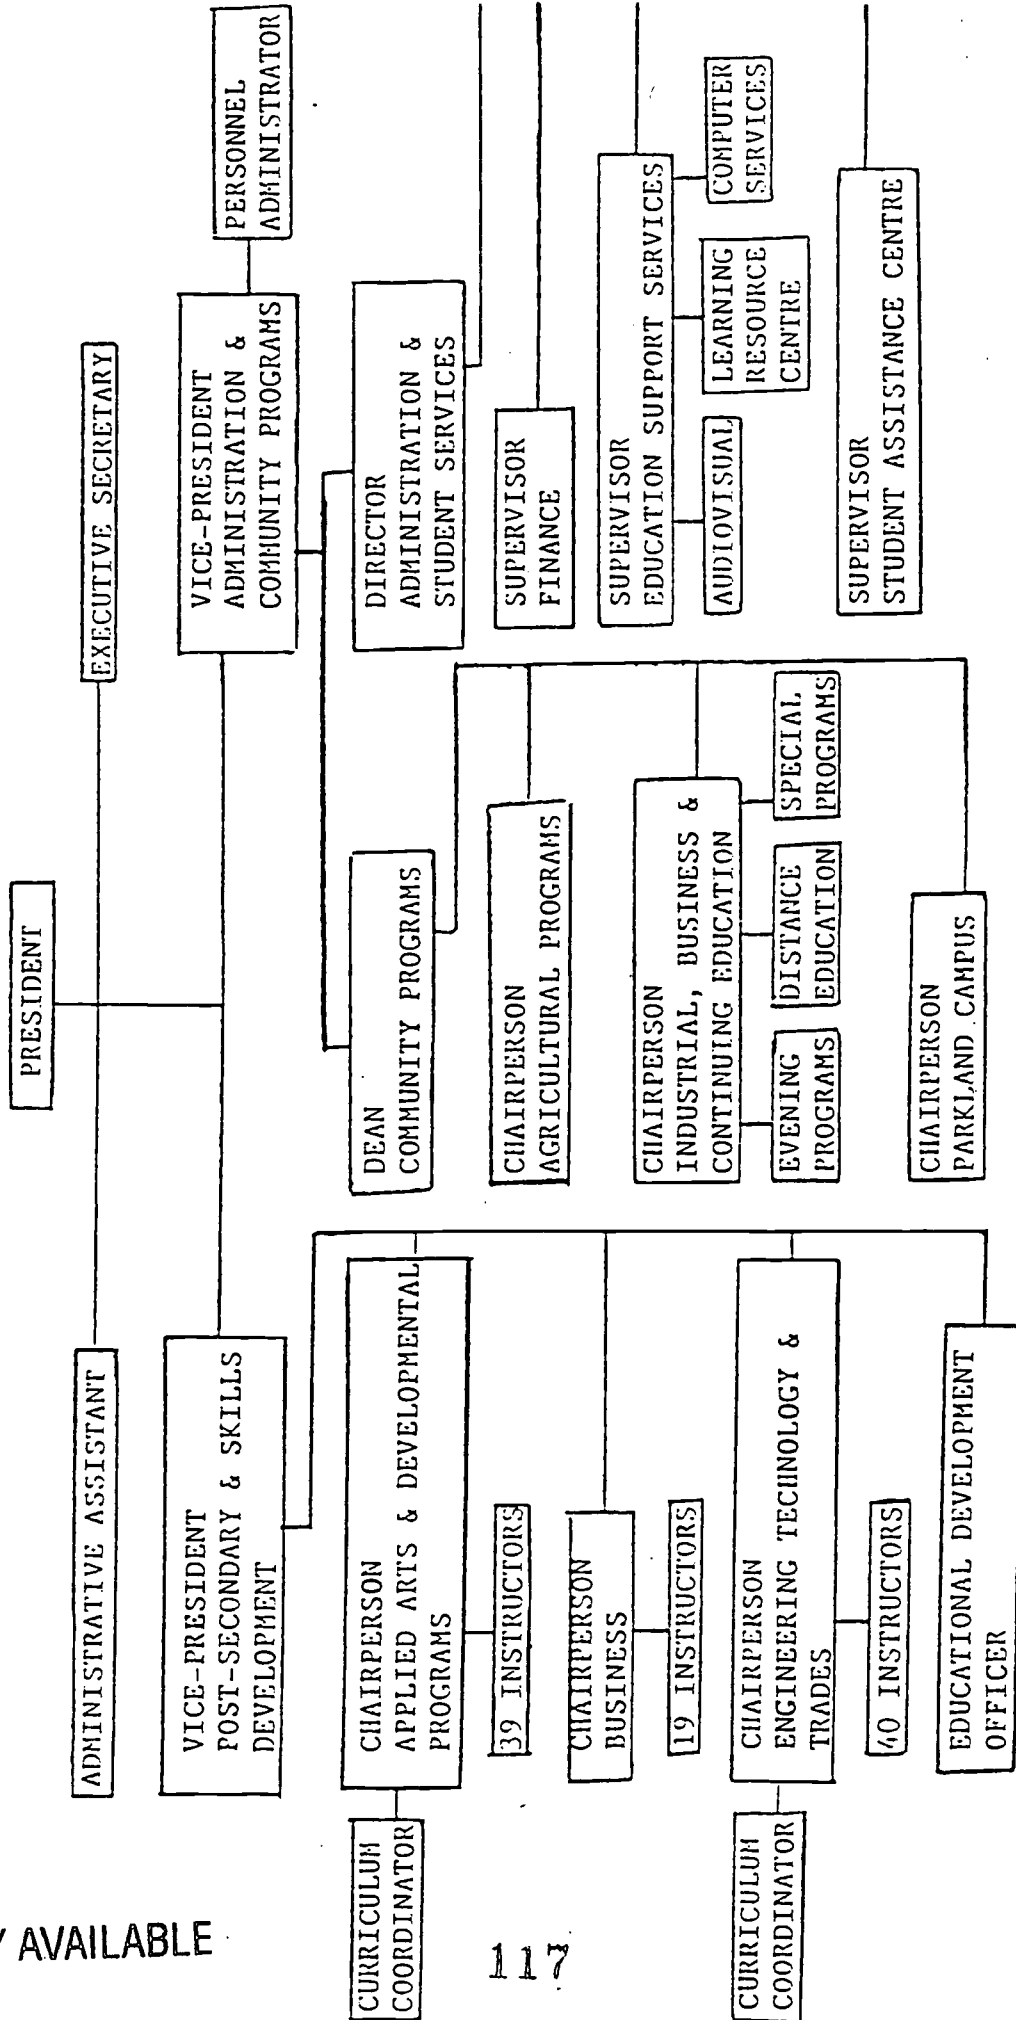 PRESIDENT
ADMINISTRATIVE ASSISTANT
EXECUTIVE SECRETARY
VICE-PRESIDENT
POST-SECONDARY & SKILLS
DEVELOPMENT
VICE-PRESIDENT
ADMINISTRATION &
COMMUNITY PROGRAMS
PERSONNEL
ADMINISTRATOR
CURRICULUM
COORDINATOR
CHAIRPERSON
APPLIED ARTS & DEVELOPMENTAL
PROGRAMS
39 INSTRUCTORS
CHAIRPERSON
BUSINESS
19 INSTRUCTORS
CURRICULUM
COORDINATOR
CHAIRPERSON
ENGINEERING TECHNOLOGY &
TRADES
40 INSTRUCTORS
EDUCATIONAL DEVELOPMENT
OFFICER
DEAN
COMMUNITY PROGRAMS
CHAIRPERSON
AGRICULTURAL PROGRAMS
CHAIRPERSON
INDUSTRIAL, BUSINESS &
CONTINUING EDUCATION
EVENING
PROGRAMS
DISTANCE
EDUCATION
SPECIAL
PROGRAMS
CHAIRPERSON
PARKLAND CAMPUS
DIRECTOR
ADMINISTRATION &
STUDENT SERVICES
SUPERVISOR
FINANCE
SUPERVISOR
EDUCATION SUPPORT SERVICES
AUDIOVISUAL
LEARNING
RESOURCE
CENTRE
COMPUTER
SERVICES
SUPERVISOR
STUDENT ASSISTANCE CENTRE
AVAILABLE
117